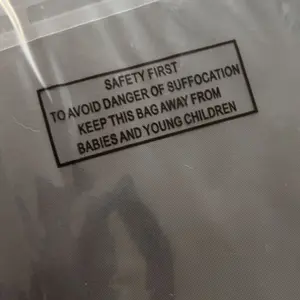 SAFETY FIRST
TO AVOID DANGER OF SUFFOCATION
KEEP THIS BAG AWAY FROM
BABIES AND YOUNG CHILDREN